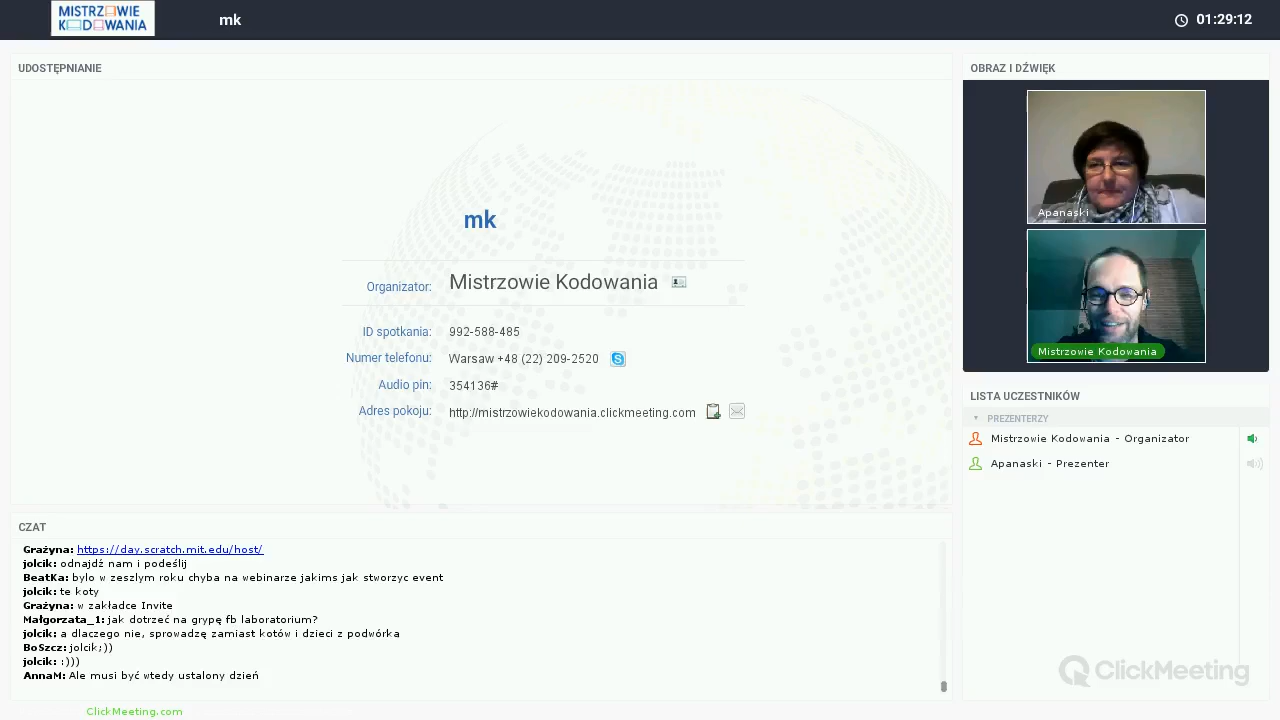 MISTRZOWIE
KODOWANIA
mk
01:29:12
UDOSTĘPNIANIE
mk
Organizator: Mistrzowie Kodowania
ID spotkania: 992-588-485
Numer telefonu: Warsaw +48 (22) 209-2520
Audio pin: 354136#
Adres pokoju: http://mistrzowiekodowania.clickmeeting.com
CZAT
Grażyna: https://day.scratch.mit.edu/host/
jolcik: odnajdź nam i podeślij
BeatKa: bylo w zeszlym roku chyba na webinarze jakims jak stworzyc event
jolcik: te koty
Grażyna: w zakładce Invite
Małgorzata_1: jak dotrzeć na grypę fb laboratorium?
jolcik: a dlaczego nie, sprowadzę zamiast kotów i dzieci z podwórka
BoSzcz: jolcik;))
jolcik: :)))
AnnaM: Ale musi być wtedy ustalony dzień
ClickMeeting.com
OBRAZ I DŹWIĘK
Apanaski
Mistrzowie Kodowania
LISTA UCZESTNIKÓW
PREZENTERZY
Mistrzowie Kodowania - Organizator
Apanaski - Prezenter
ClickMeeting